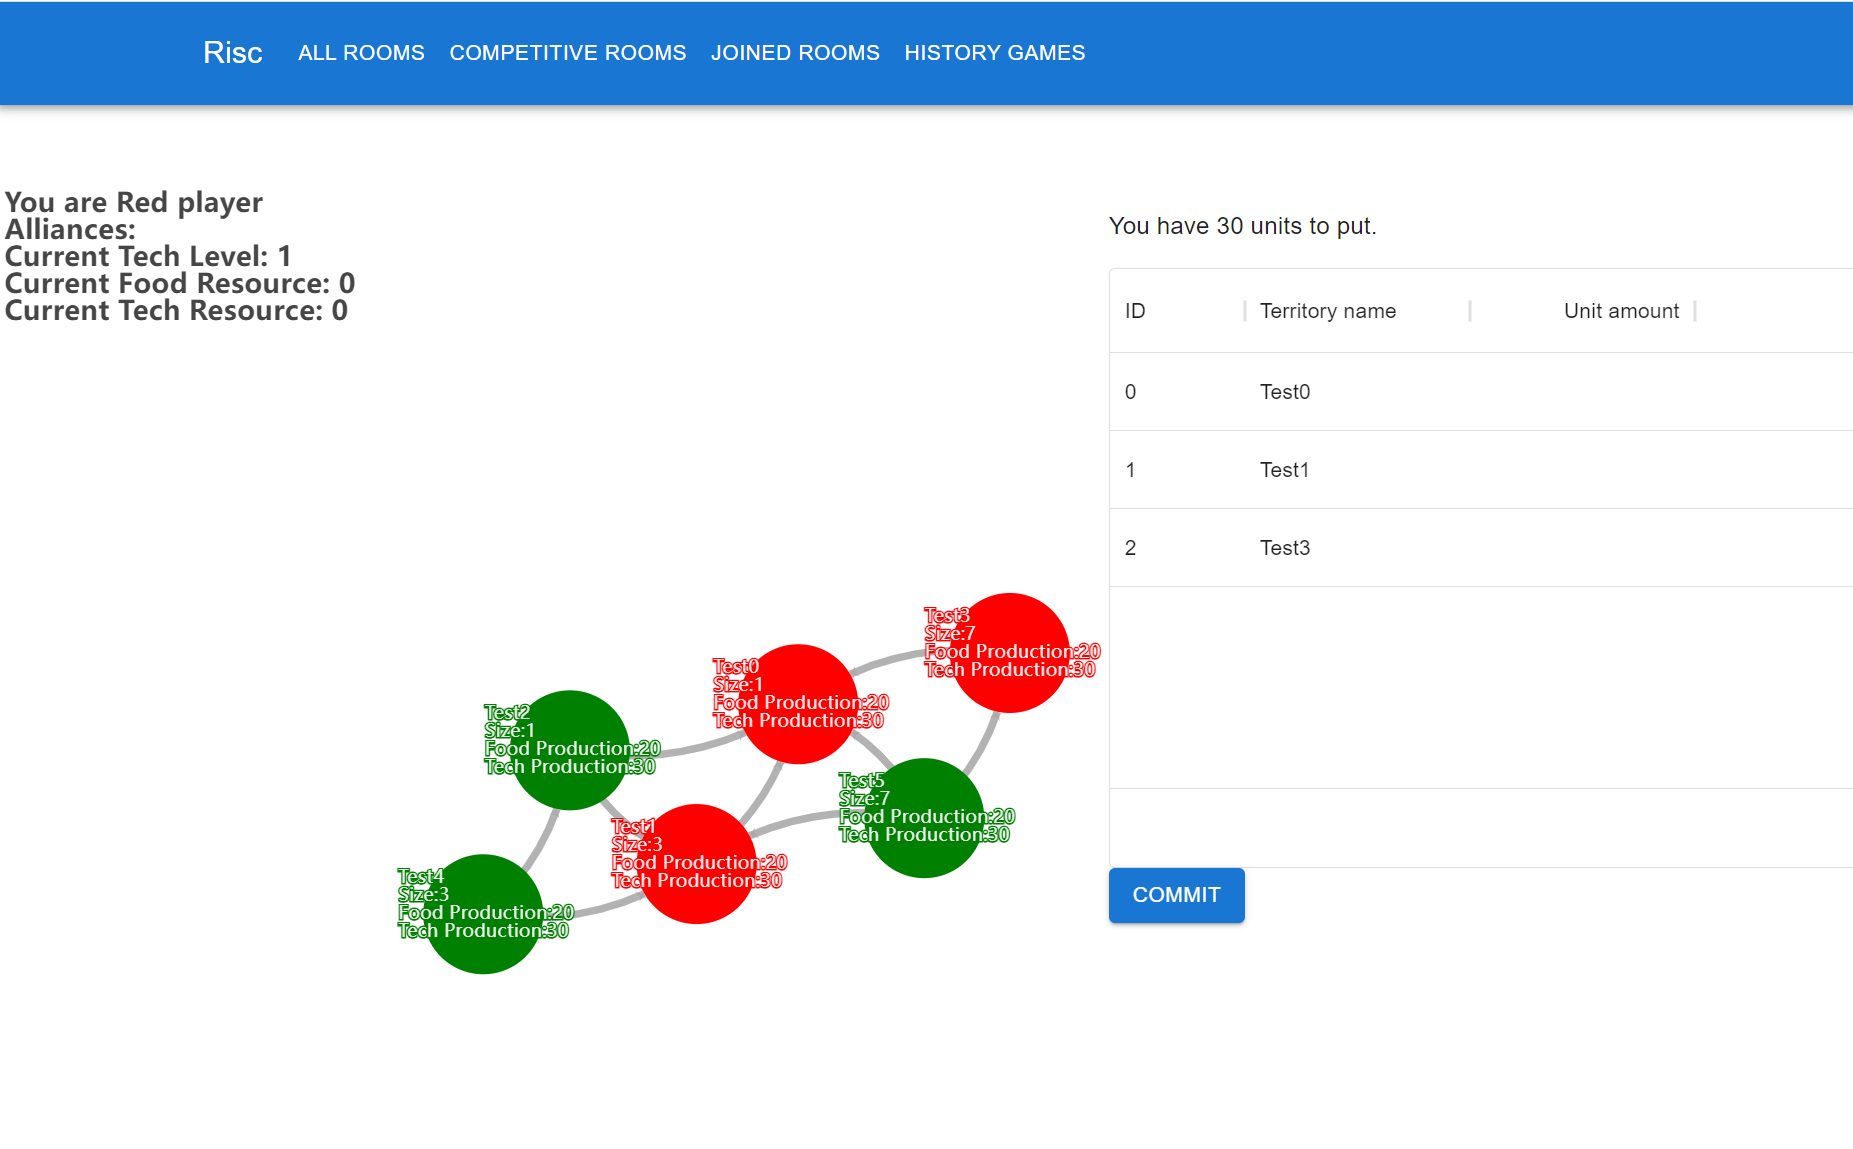 Risc ALL ROOMS COMPETITIVE ROOMS JOINED ROOMS HISTORY GAMES
You are Red player
Alliances:
Current Tech Level: 1
Current Food Resource: 0
Current Tech Resource: 0
You have 30 units to put.
ID Territory name Unit amount
0 Test0
1 Test1
2 Test3
COMMIT
Test3
Size:7
Food Production:20
Tech Production:30
Test0
Size:1
Food Production:20
Tech Production:30
Test2
Size:1
Food Production:20
Tech Production:30
Test5
Size:7
Food Production:20
Tech Production:30
Test1
Size:3
Food Production:20
Tech Production:30
Test4
Size:3
Food Production:20
Tech Production:30